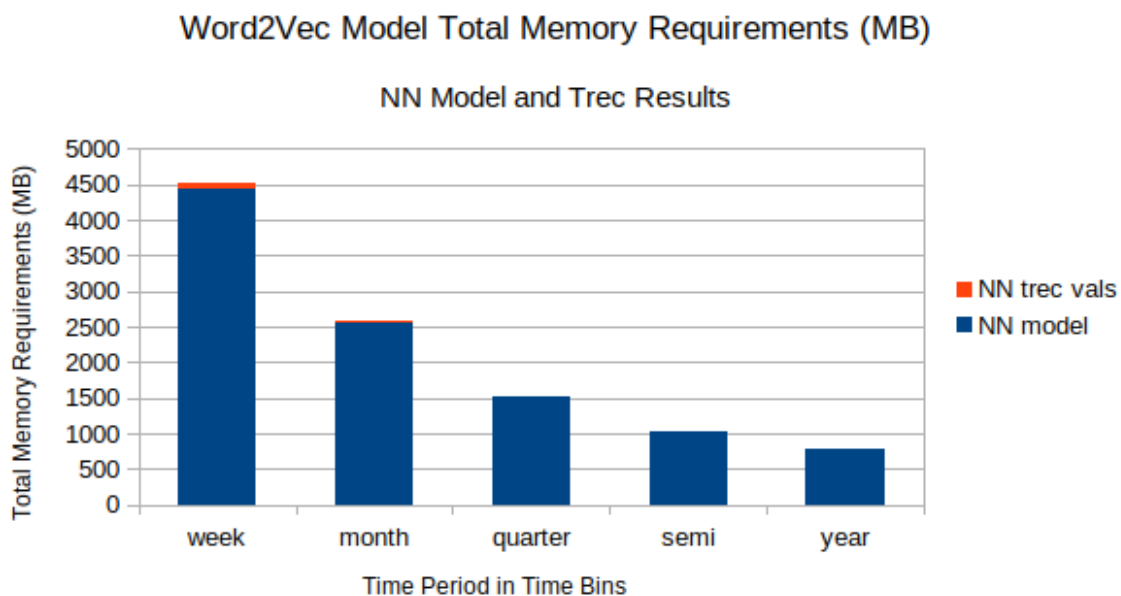 Word2Vec Model Total Memory Requirements (MB)
NN Model and Trec Results
Total Memory Requirements (MB)
5000
4500
4000
3500
3000
2500
2000
1500
1000
500
0
week month quarter semi year
Time Period in Time Bins
NN trec vals
NN model